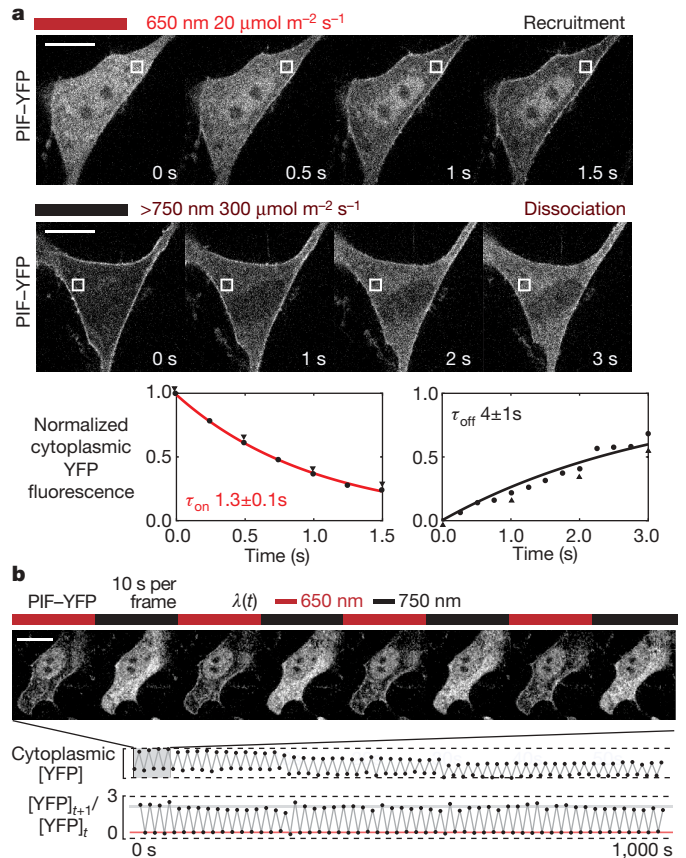 a
650 nm 20 μmol m⁻² s⁻¹ Recruitment
PIF–YFP
0 s 0.5 s 1 s 1.5 s
>750 nm 300 μmol m⁻² s⁻¹ Dissociation
PIF–YFP
0 s 1 s 2 s 3 s
Normalized
cytoplasmic
YFP
fluorescence
1.0
0.5
0.0
τon 1.3±0.1s
0.0 0.5 1.0 1.5
Time (s)
1.0
0.5
0.0
τoff 4±1s
0.0 1.0 2.0 3.0
Time (s)
b
PIF–YFP
10 s per
frame
λ(t) 650 nm 750 nm
Cytoplasmic
[YFP]
[YFP]t+1/
[YFP]t
3
0
0 s 1,000 s